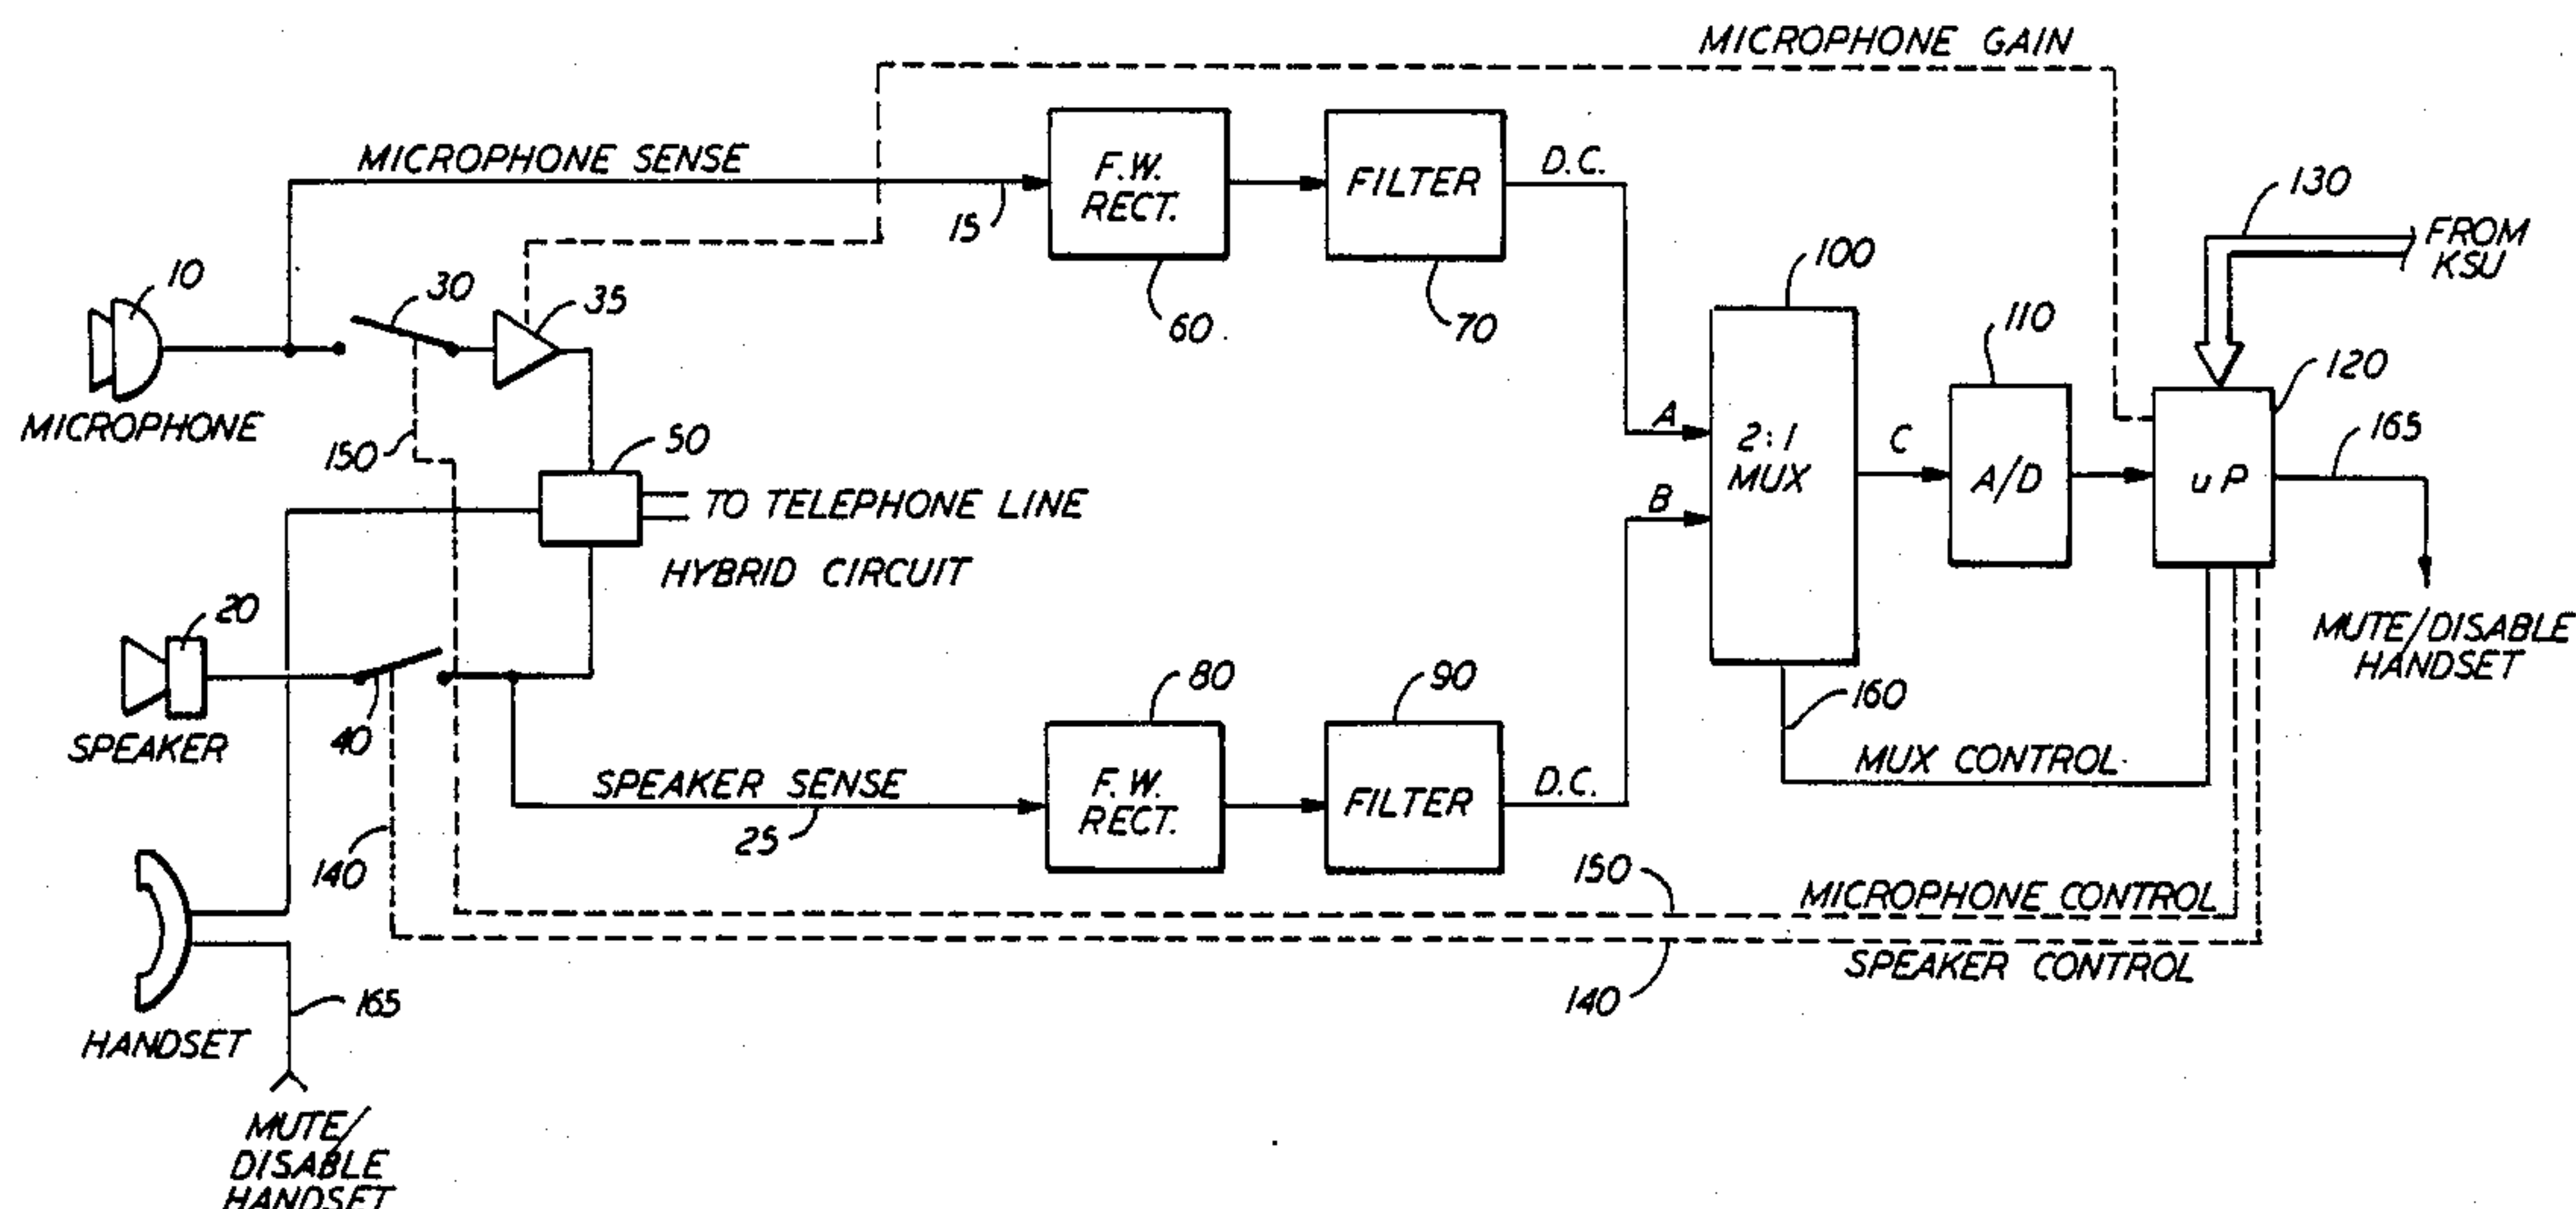 MICROPHONE GAIN
MICROPHONE SENSE
15
F.W.
RECT.
60
FILTER
70
D.C.
130
FROM
KSU
10
MICROPHONE
30
35
150
50
TO TELEPHONE LINE
HYBRID CIRCUIT
100
A
B
2:1
MUX
C
110
A/D
120
uP
165
MUTE/DISABLE
HANDSET
20
SPEAKER
40
140
SPEAKER SENSE
25
80
F.W.
RECT.
90
FILTER
D.C.
160
MUX CONTROL
150
MICROPHONE CONTROL
140
SPEAKER CONTROL
HANDSET
165
MUTE/
DISABLE
HANDSET